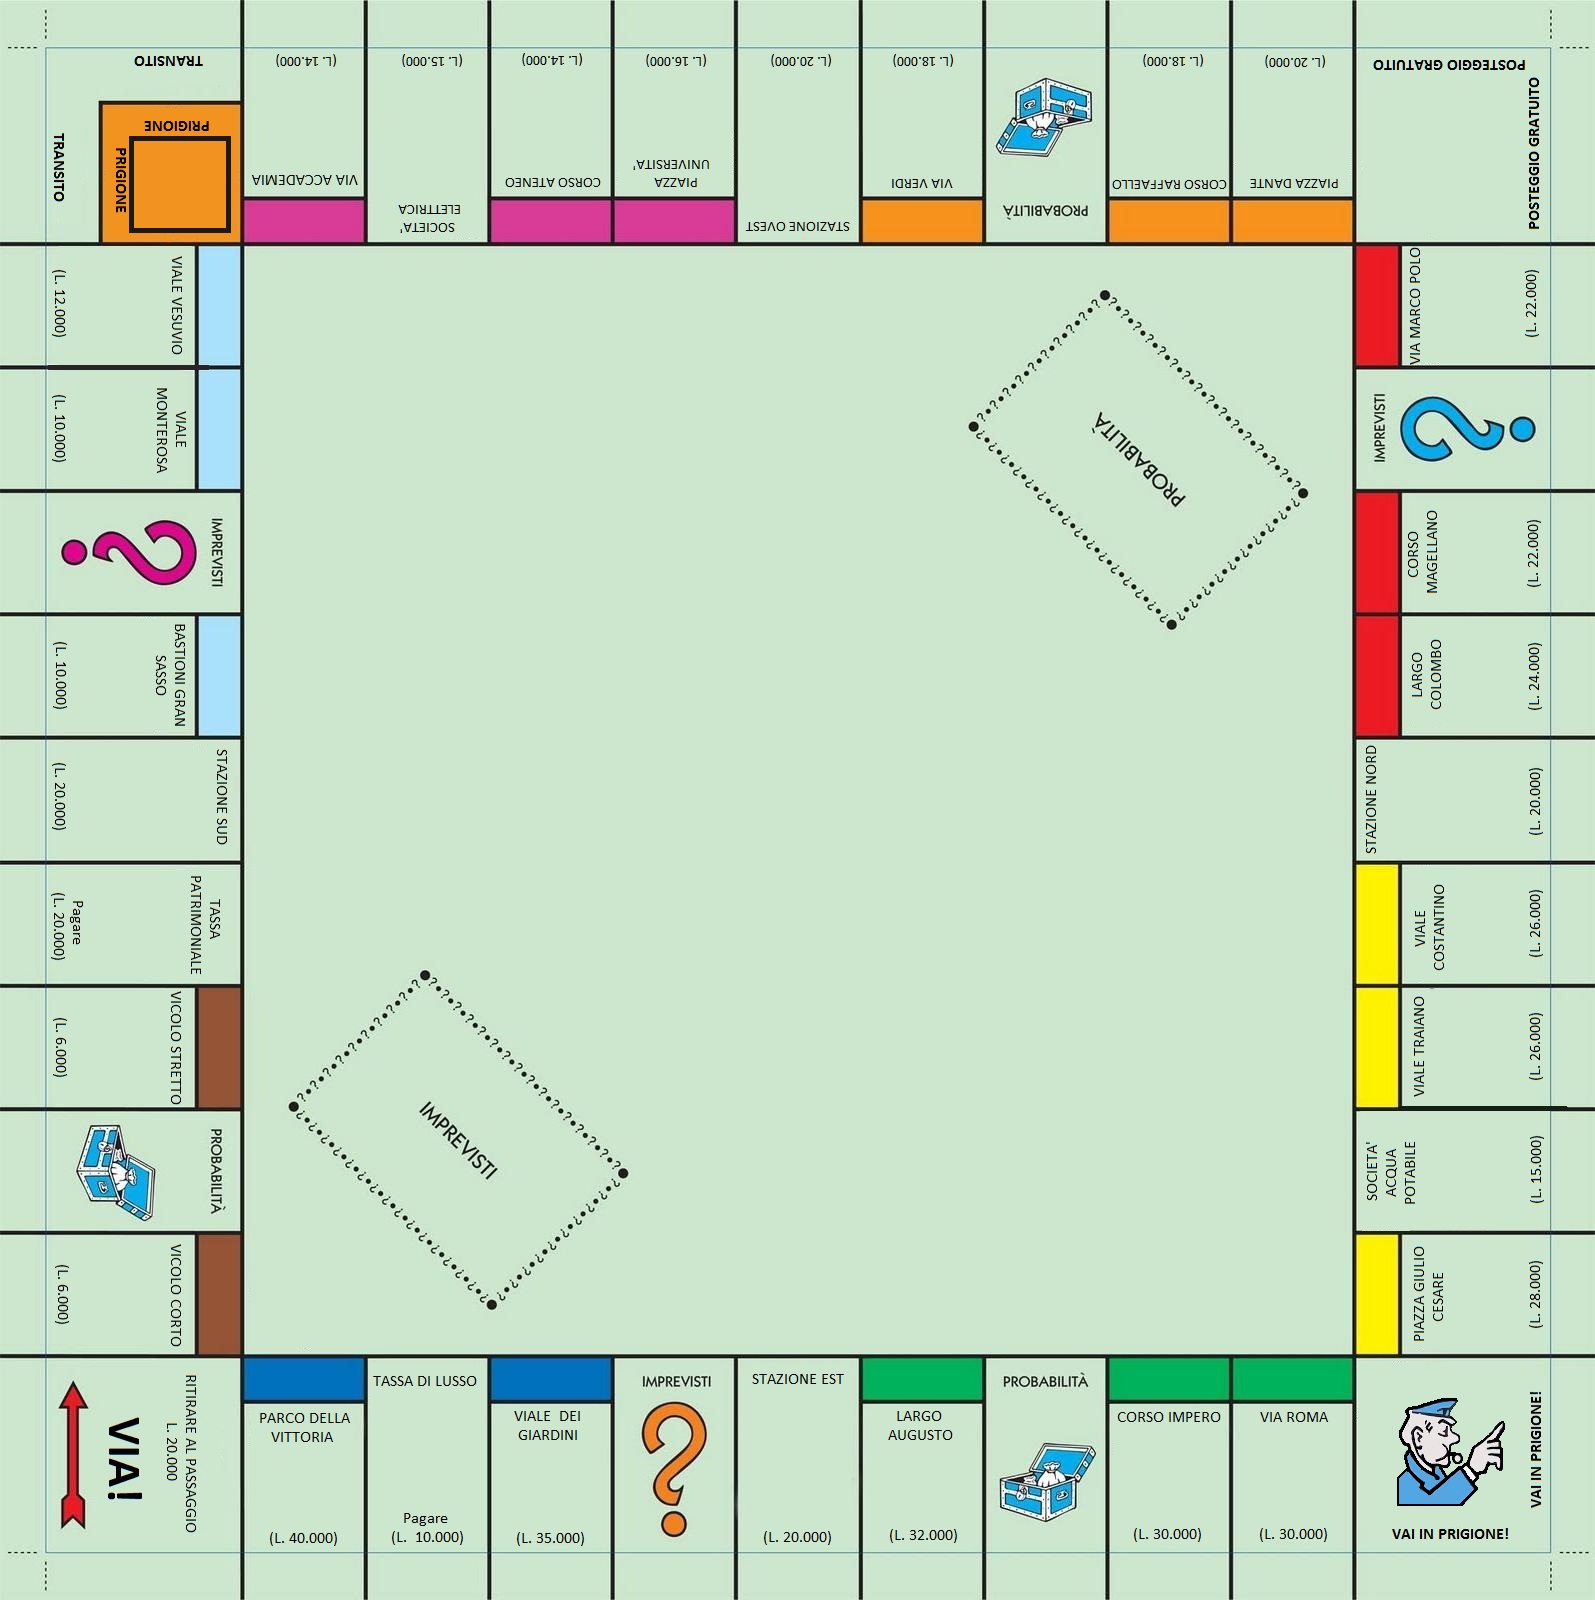 TRANSITO
TRANSITO
PRIGIONE
PRIGIONE
(L. 14.000)
VIA ACCADEMIA
(L. 15.000)
SOCIETA'
ELETTRICA
(L. 14.000)
CORSO ATENEO
(L. 16.000)
PIAZZA
UNIVERSITA'
(L. 20.000)
STAZIONE OVEST
(L. 18.000)
VIA VERDI
PROBABILITÀ
(L. 18.000)
CORSO RAFFAELLO
(L. 20.000)
PIAZZA DANTE
POSTEGGIO GRATUITO
POSTEGGIO GRATUITO
VIA MARCO POLO
(L. 22.000)
IMPREVISTI
?
CORSO
MAGELLANO
(L. 22.000)
LARGO
COLOMBO
(L. 24.000)
STAZIONE NORD
(L. 20.000)
VIALE
COSTANTINO
(L. 26.000)
VIALE TRAIANO
(L. 26.000)
SOCIETA'
ACQUA
POTABILE
(L. 15.000)
PIAZZA GIULIO
CESARE
(L. 28.000)
VAI IN PRIGIONE!
VAI IN PRIGIONE!
VIA ROMA
(L. 30.000)
CORSO IMPERO
(L. 30.000)
PROBABILITÀ
LARGO
AUGUSTO
(L. 32.000)
STAZIONE EST
(L. 20.000)
IMPREVISTI
?
VIALE DEI
GIARDINI
(L. 35.000)
TASSA DI LUSSO
Pagare
(L. 10.000)
PARCO DELLA
VITTORIA
(L. 40.000)
RITIRARE AL PASSAGGIO
L. 20.000
VIA!
VICOLO CORTO
(L. 6.000)
PROBABILITÀ
VICOLO STRETTO
(L. 6.000)
TASSA
PATRIMONIALE
Pagare
(L. 20.000)
STAZIONE SUD
(L. 20.000)
BASTIONI GRAN
SASSO
(L. 10.000)
IMPREVISTI
?
VIALE
MONTEROSA
(L. 10.000)
VIALE VESUVIO
(L. 12.000)
PROBABILITÀ
IMPREVISTI